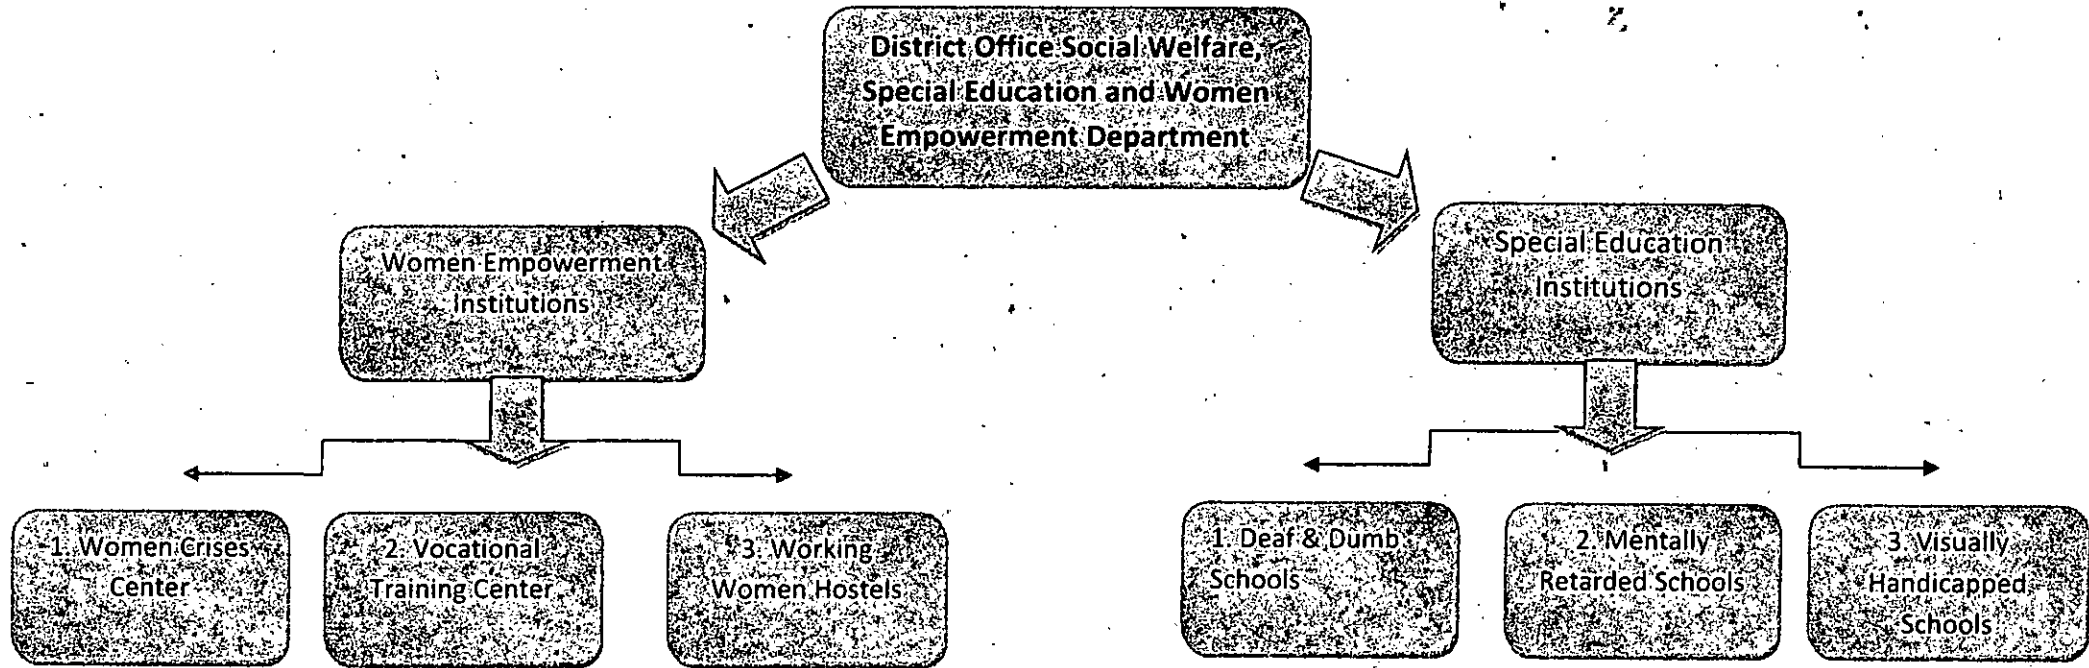 District Office Social Welfare,
Special Education and Women
Empowerment Department
Women Empowerment
Institutions
Special Education
Institutions
1. Women Crises
Center
2. Vocational
Training Center
3. Working
Women Hostels
1. Deaf & Dumb
Schools
2. Mentally
Retarded Schools
3. Visually
Handicapped
Schools